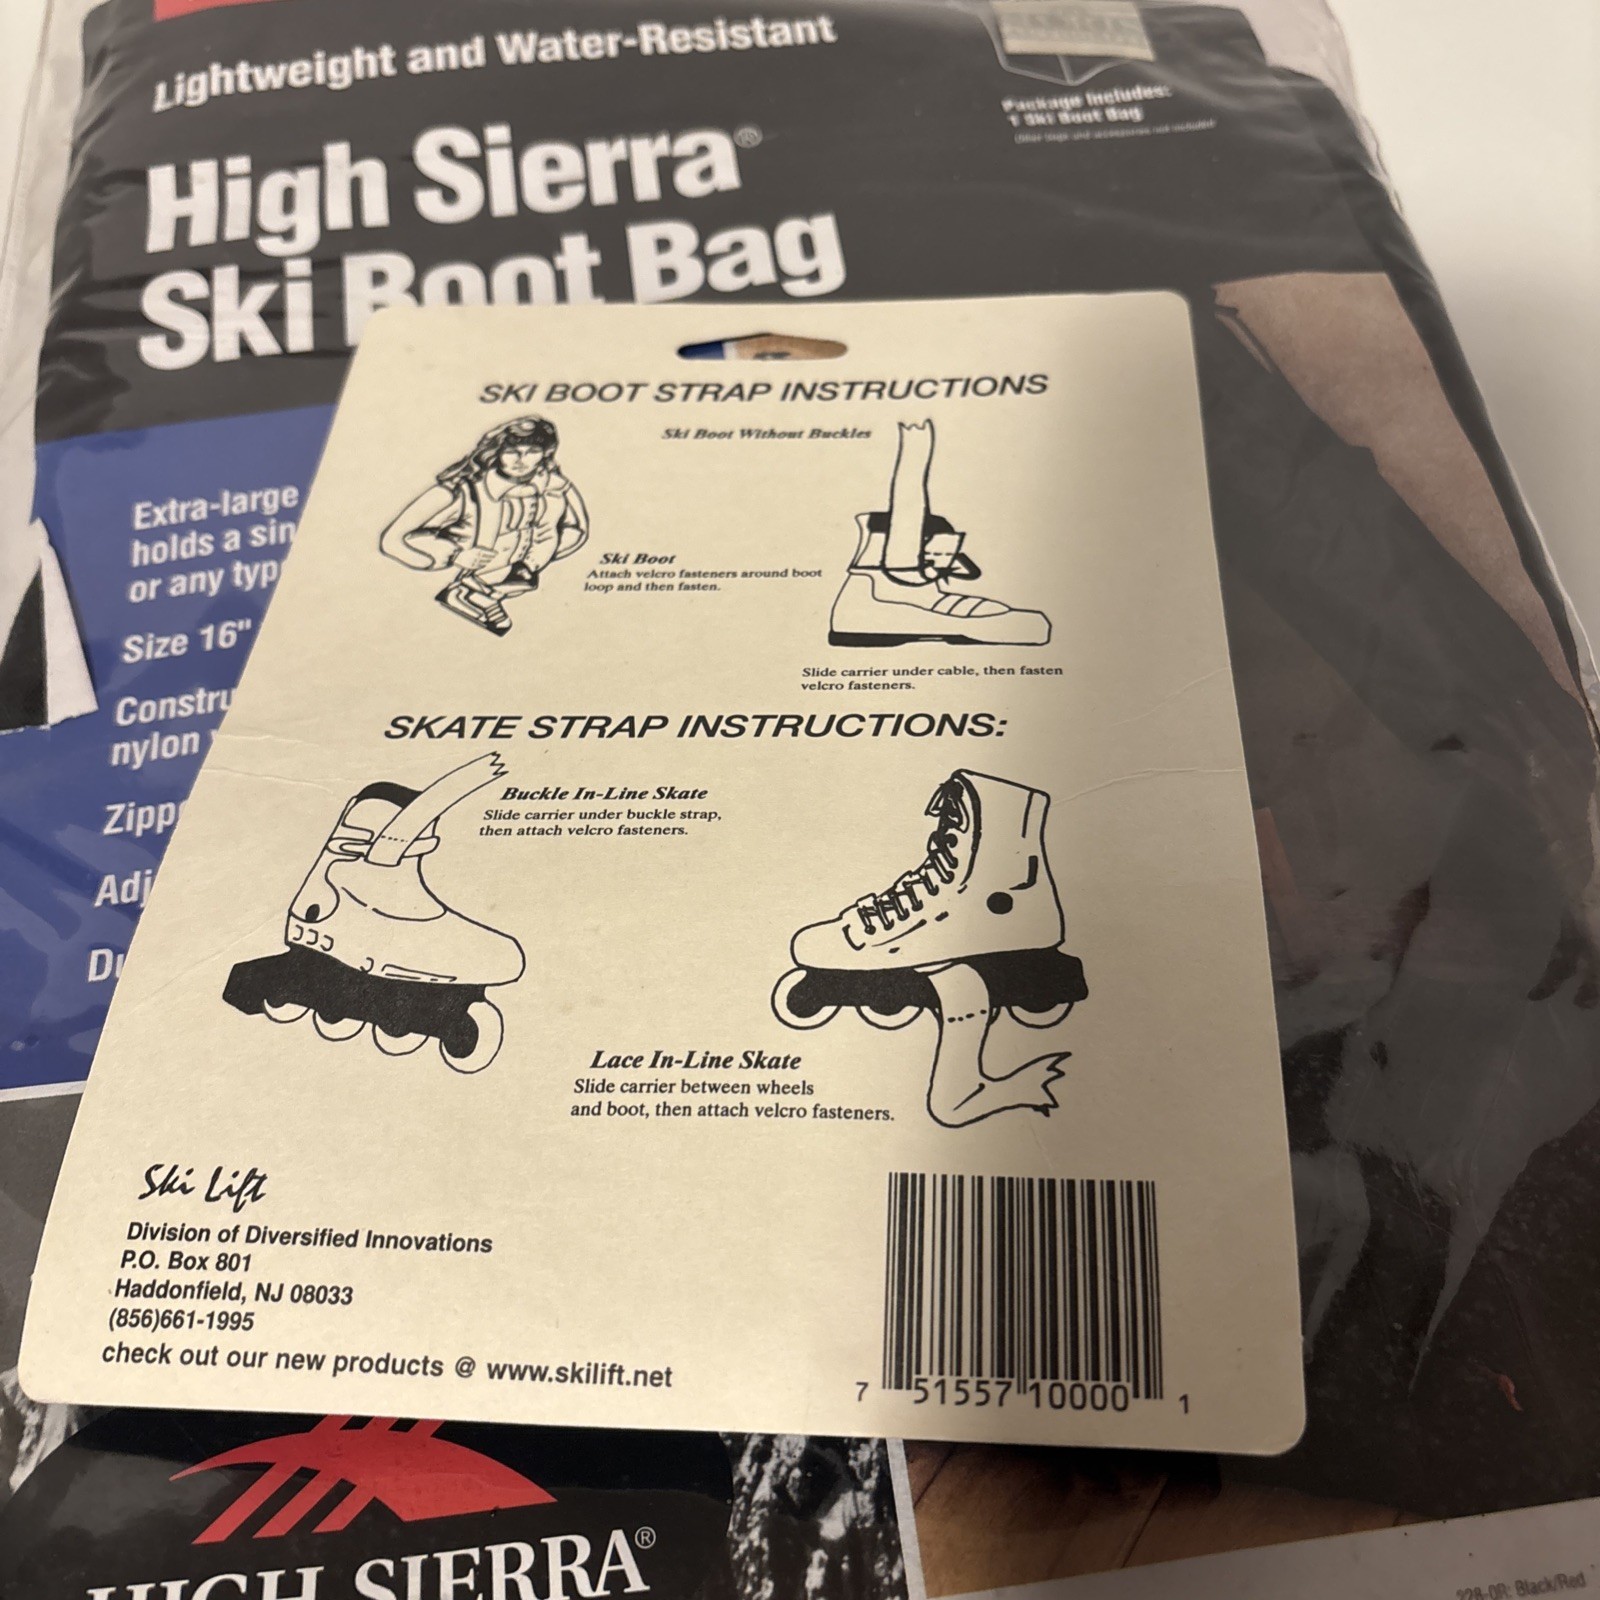 Lightweight and Water-Resistant
High Sierra®
Ski Boot Bag
Package Includes:
1 Ski Boot Bag
Extra-large
holds a sin
or any typ
Size 16"
Constru
nylon
Zipp
Adj
SKI BOOT STRAP INSTRUCTIONS
Ski Boot Without Buckles
Ski Boot
Attach velcro fasteners around boot
loop and then fasten.
Slide carrier under cable, then fasten
velcro fasteners.
SKATE STRAP INSTRUCTIONS:
Buckle In-Line Skate
Slide carrier under buckle strap,
then attach velcro fasteners.
Lace In-Line Skate
Slide carrier between wheels
and boot, then attach velcro fasteners.
Ski Lift
Division of Diversified Innovations
P.O. Box 801
Haddonfield, NJ 08033
(856)661-1995
check out our new products @ www.skilift.net
7 51557 10000 1
HIGH SIERRA®
Black/Red